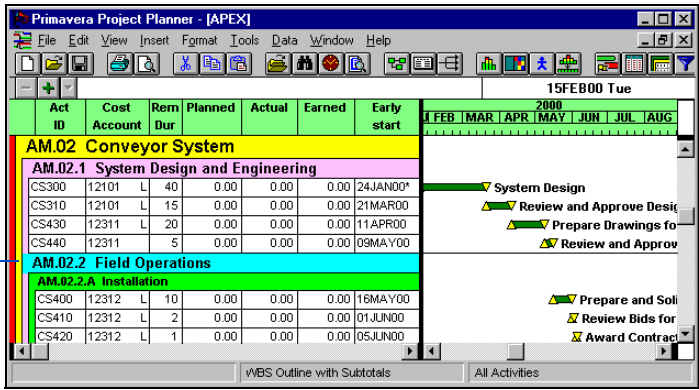 Primavera Project Planner - [APEX]
File Edit View Insert Format Tools Data Window Help
15FEB00 Tue
Act ID Cost Account Rem Dur Planned Actual Earned Early start
2000
FEB MAR APR MAY JUN JUL AUG
AM.02 Conveyor System
AM.02.1 System Design and Engineering
CS300 12101 L 40 0.00 0.00 0.00 24JAN00* System Design
CS310 12101 L 15 0.00 0.00 0.00 21MAR00 Review and Approve Desig
CS430 12311 L 20 0.00 0.00 0.00 11APR00 Prepare Drawings fo
CS440 12311 5 0.00 0.00 0.00 09MAY00 Review and Approv
AM.02.2 Field Operations
AM.02.2.A Installation
CS400 12312 L 10 0.00 0.00 0.00 16MAY00 Prepare and Soli
CS410 12312 L 2 0.00 0.00 0.00 01JUN00 Review Bids for
CS420 12312 L 1 0.00 0.00 0.00 05JUN00 Award Contract
WBS Outline with Subtotals All Activities